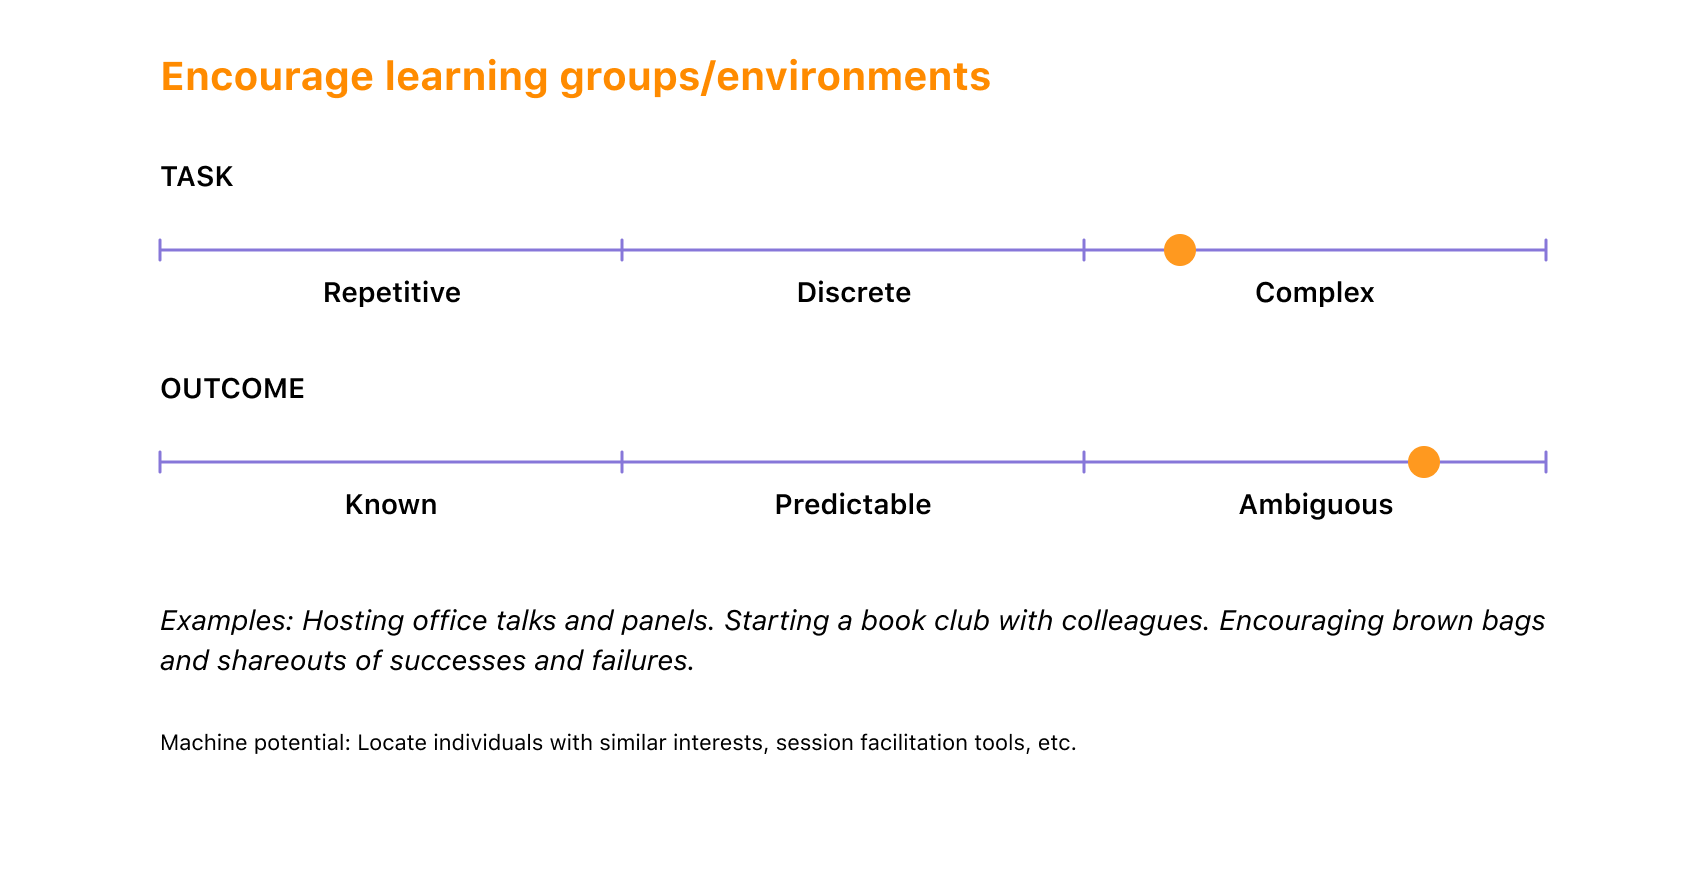 Encourage learning groups/environments
TASK
Repetitive
Discrete
Complex
OUTCOME
Known
Predictable
Ambiguous
Examples: Hosting office talks and panels. Starting a book club with colleagues. Encouraging brown bags
and shareouts of successes and failures.
Machine potential: Locate individuals with similar interests, session facilitation tools, etc.